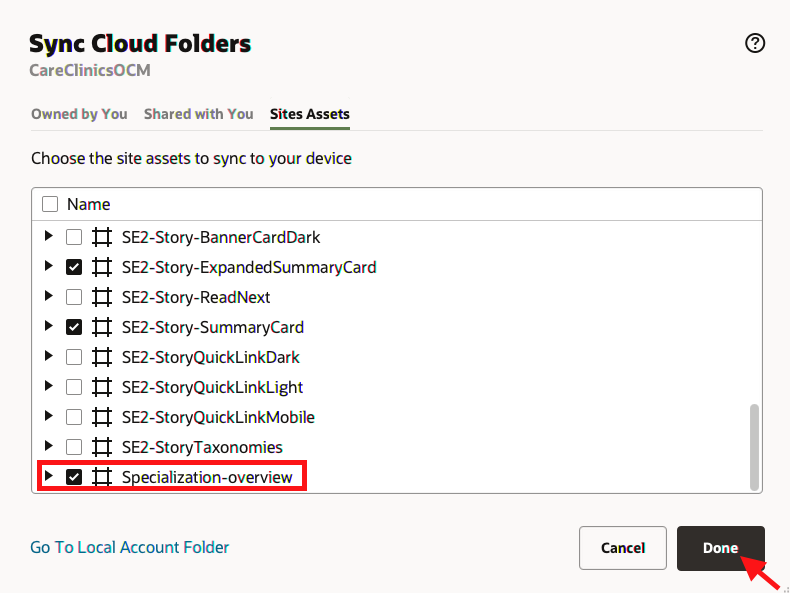 Sync Cloud Folders
CareClinicsOCM
Owned by You Shared with You Sites Assets
Choose the site assets to sync to your device
Name
SE2-Story-BannerCardDark
SE2-Story-ExpandedSummaryCard
SE2-Story-ReadNext
SE2-Story-SummaryCard
SE2-StoryQuickLinkDark
SE2-StoryQuickLinkLight
SE2-StoryQuickLinkMobile
SE2-StoryTaxonomies
Specialization-overview
Go To Local Account Folder Cancel Done